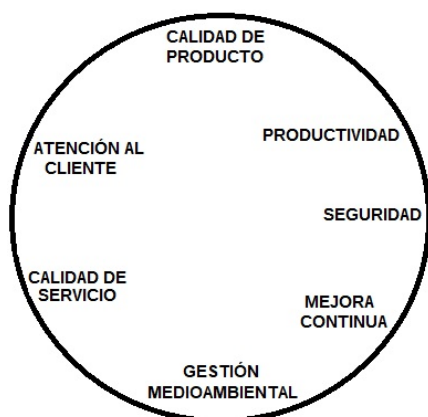 CALIDAD DE
PRODUCTO
PRODUCTIVIDAD
ATENCIÓN AL
CLIENTE
SEGURIDAD
CALIDAD DE
SERVICIO
MEJORA
CONTINUA
GESTIÓN
MEDIOAMBIENTAL